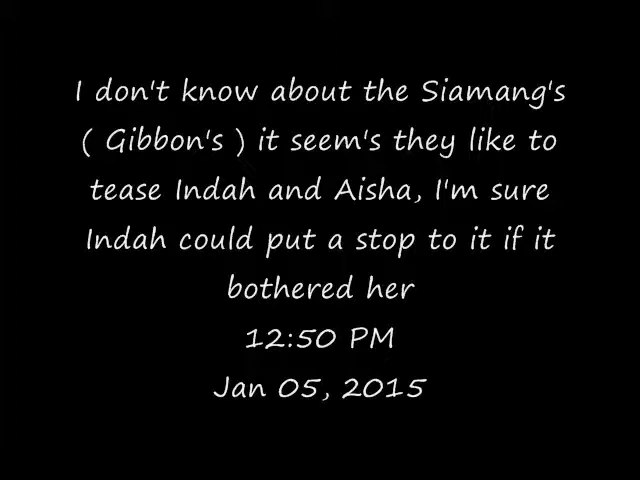 I don't know about the Siamang's
( Gibbon's ) it seem's they like to
tease Indah and Aisha, I'm sure
Indah could put a stop to it if it
bothered her
12:50 PM
Jan 05, 2015